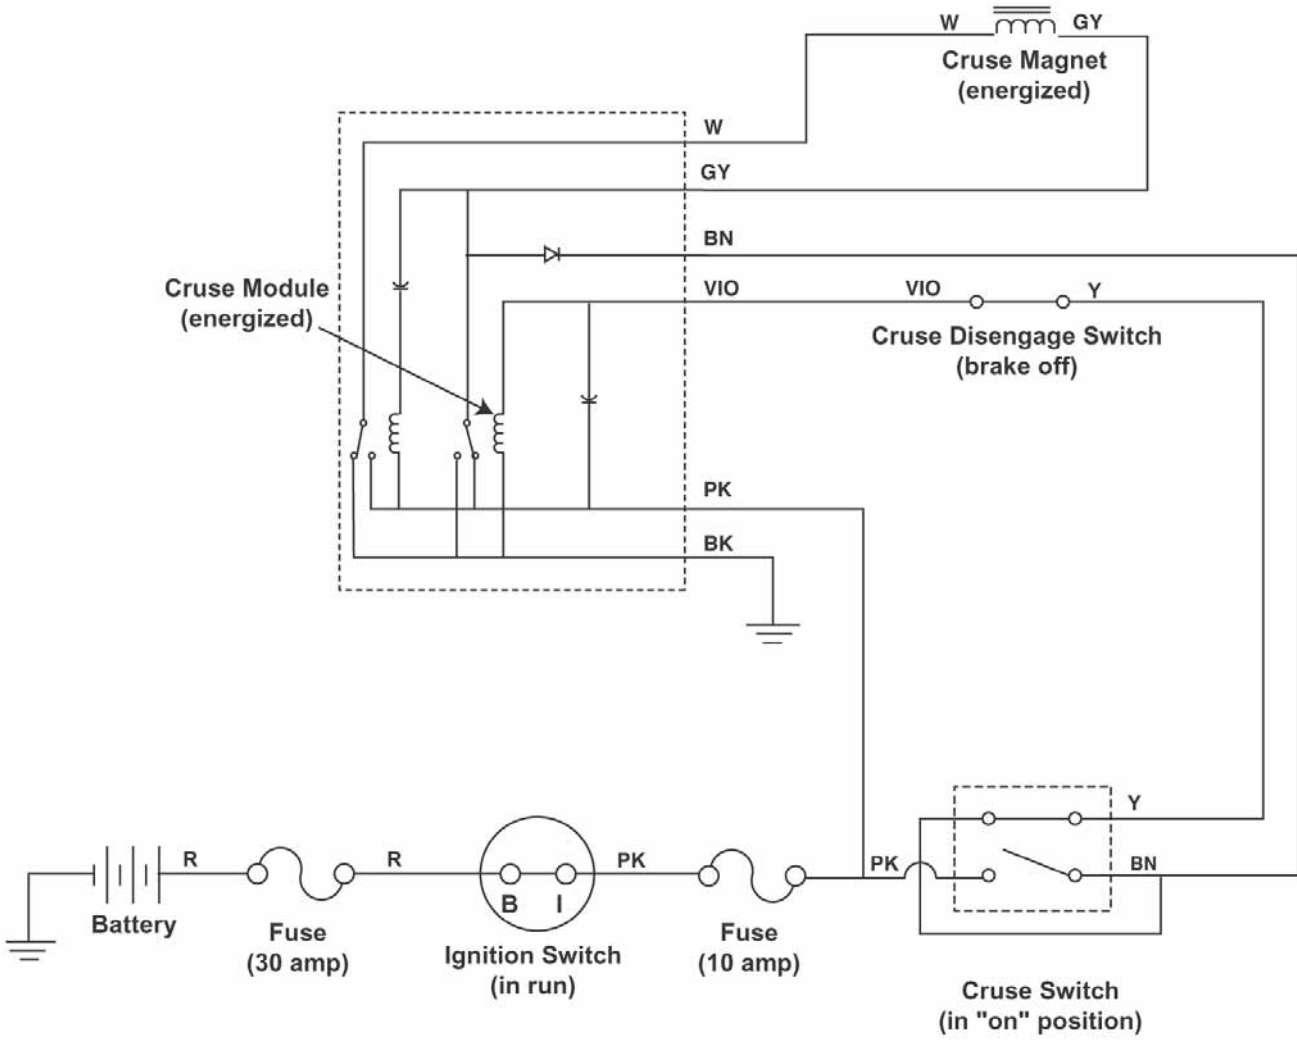 W
GY
Cruse Magnet
(energized)
W
GY
BN
Cruse Module
(energized)
VIO
VIO
Y
Cruse Disengage Switch
(brake off)
PK
BK
Y
R
R
PK
PK
BN
B I
Battery
Fuse
(30 amp)
Ignition Switch
(in run)
Fuse
(10 amp)
Cruse Switch
(in "on" position)